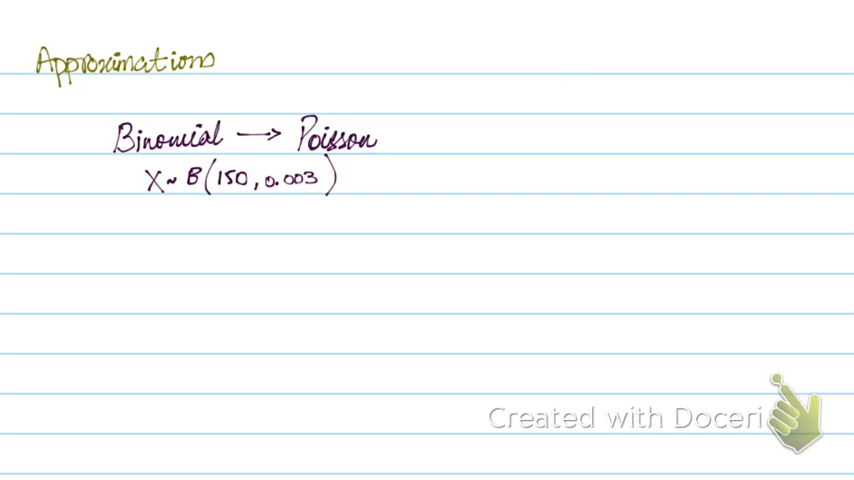 Approximations
Binomial → Poisson
X ~ B(150, 0.003)
Created with Doceri